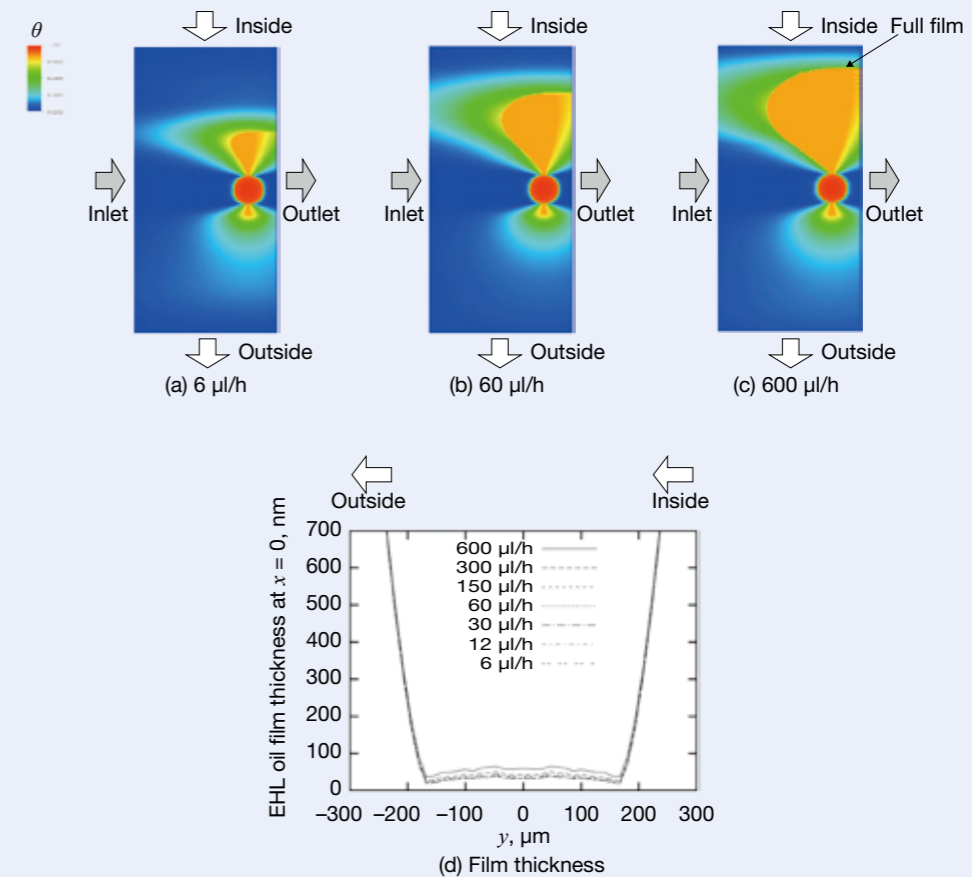 θ
Inside
Inside
Inside
Full film
Inlet
Outlet
Inlet
Outlet
Inlet
Outlet
Outside
Outside
Outside
(a) 6 µl/h
(b) 60 µl/h
(c) 600 µl/h
Outside
Inside
EHL oil film thickness at x = 0, nm
700
600
500
400
300
200
100
0
600 µl/h
300 µl/h
150 µl/h
60 µl/h
30 µl/h
12 µl/h
6 µl/h
−300 −200 −100 0 100 200 300
y, µm
(d) Film thickness